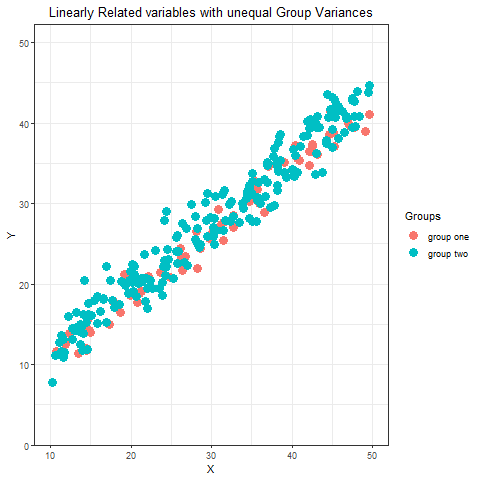 Linearly Related variables with unequal Group Variances
50
40
30
20
10
0
Y
10
20
30
40
50
X
Groups
group one
group two